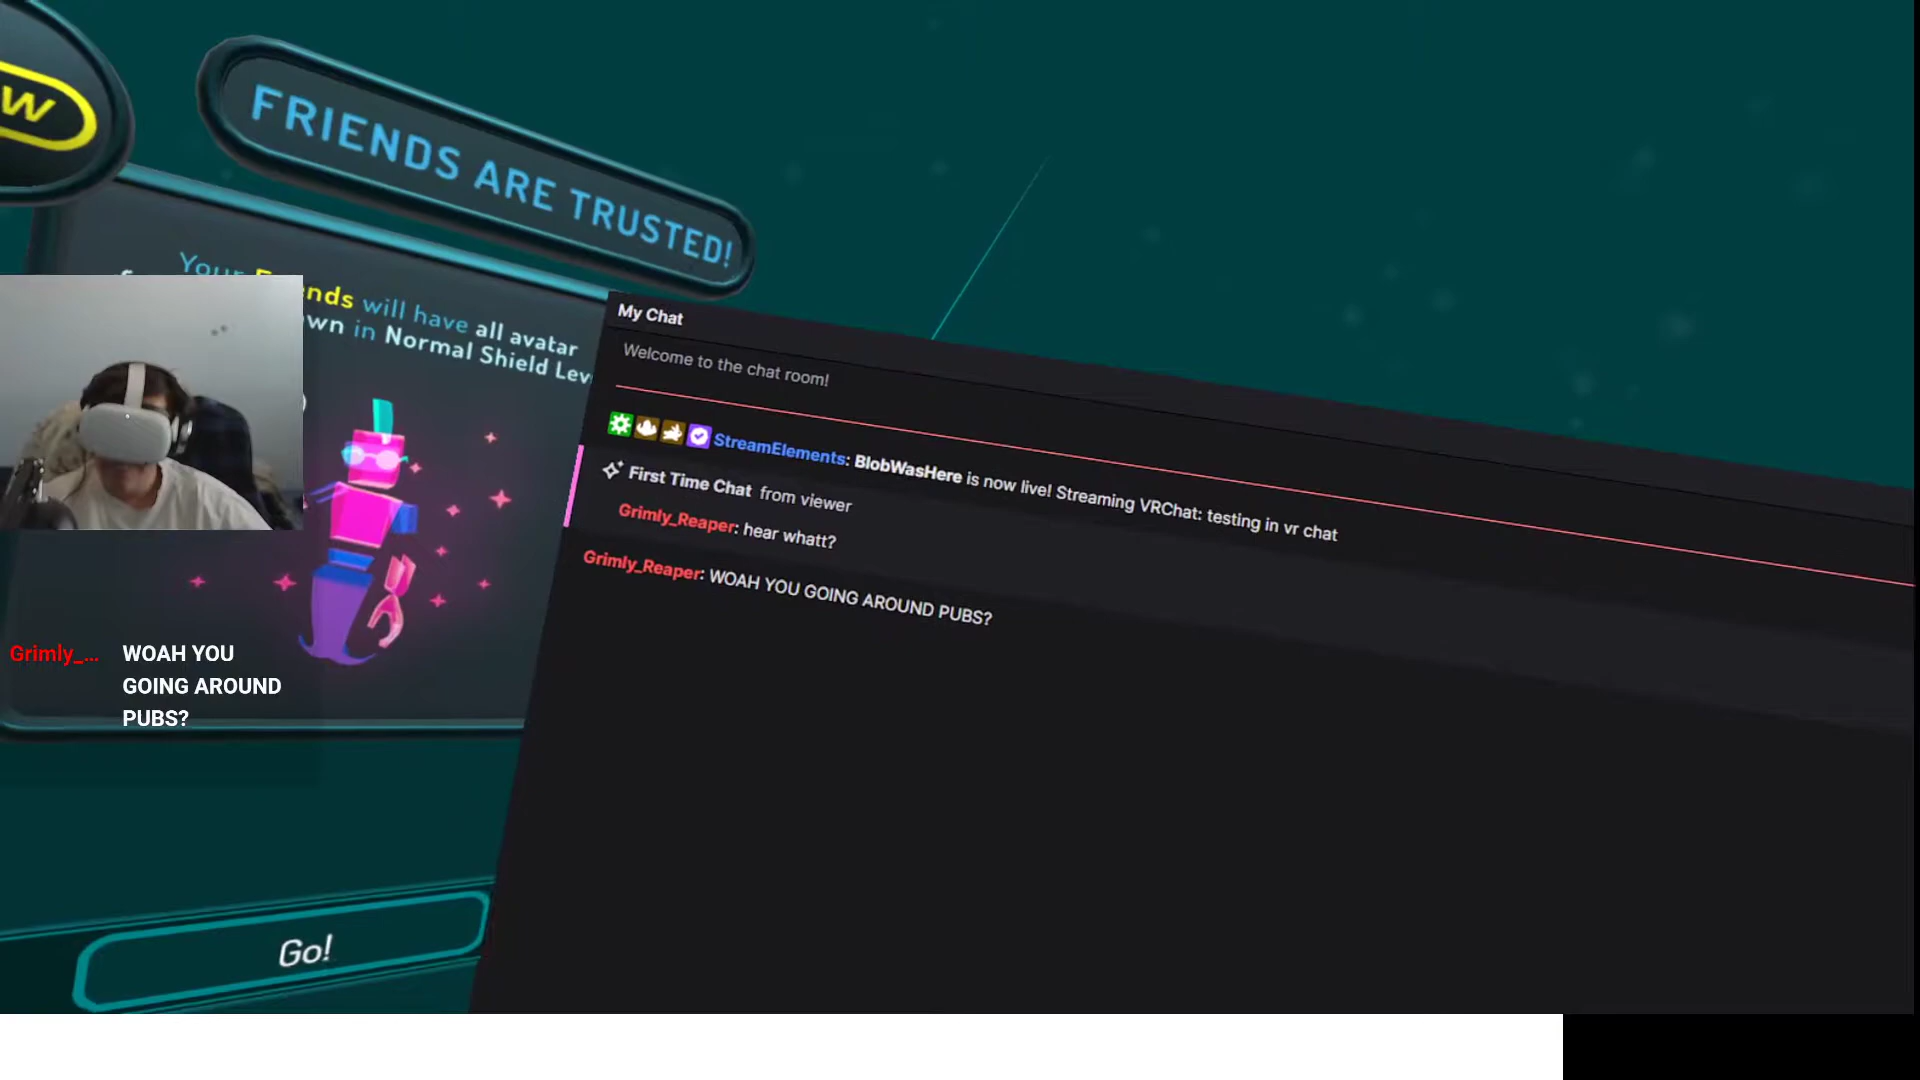 W
FRIENDS ARE TRUSTED!
nds will have all avatar
wn in Normal Shield Lev
My Chat
Welcome to the chat room!
StreamElements: BlobWasHere is now live! Streaming VRChat: testing in vr chat
First Time Chat from viewer
Grimly_Reaper: hear whatt?
Grimly_Reaper: WOAH YOU GOING AROUND PUBS?
Grimly_... WOAH YOU
GOING AROUND
PUBS?
Go!